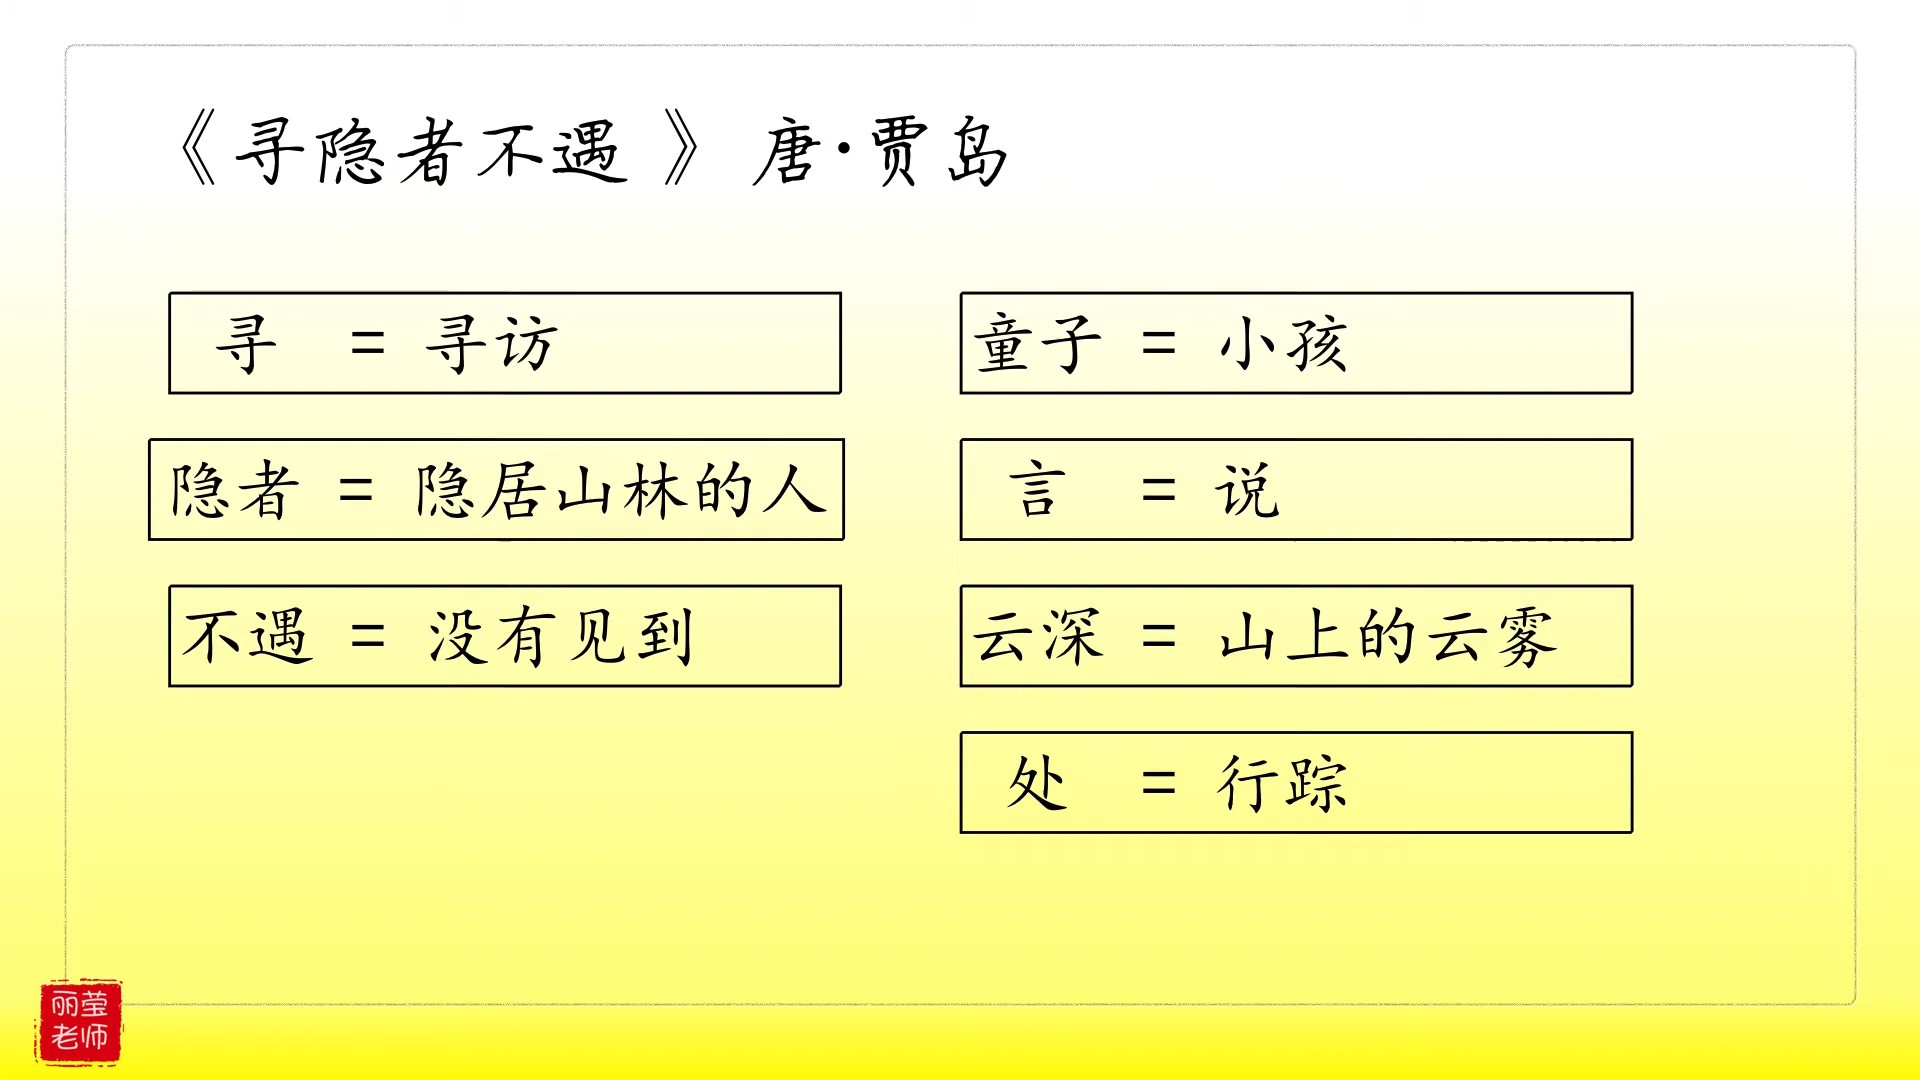 《寻隐者不遇 》 唐·贾岛
寻 = 寻访
隐者 = 隐居山林的人
不遇 = 没有见到
童子 = 小孩
言 = 说
云深 = 山上的云雾
处 = 行踪
丽莹
老师